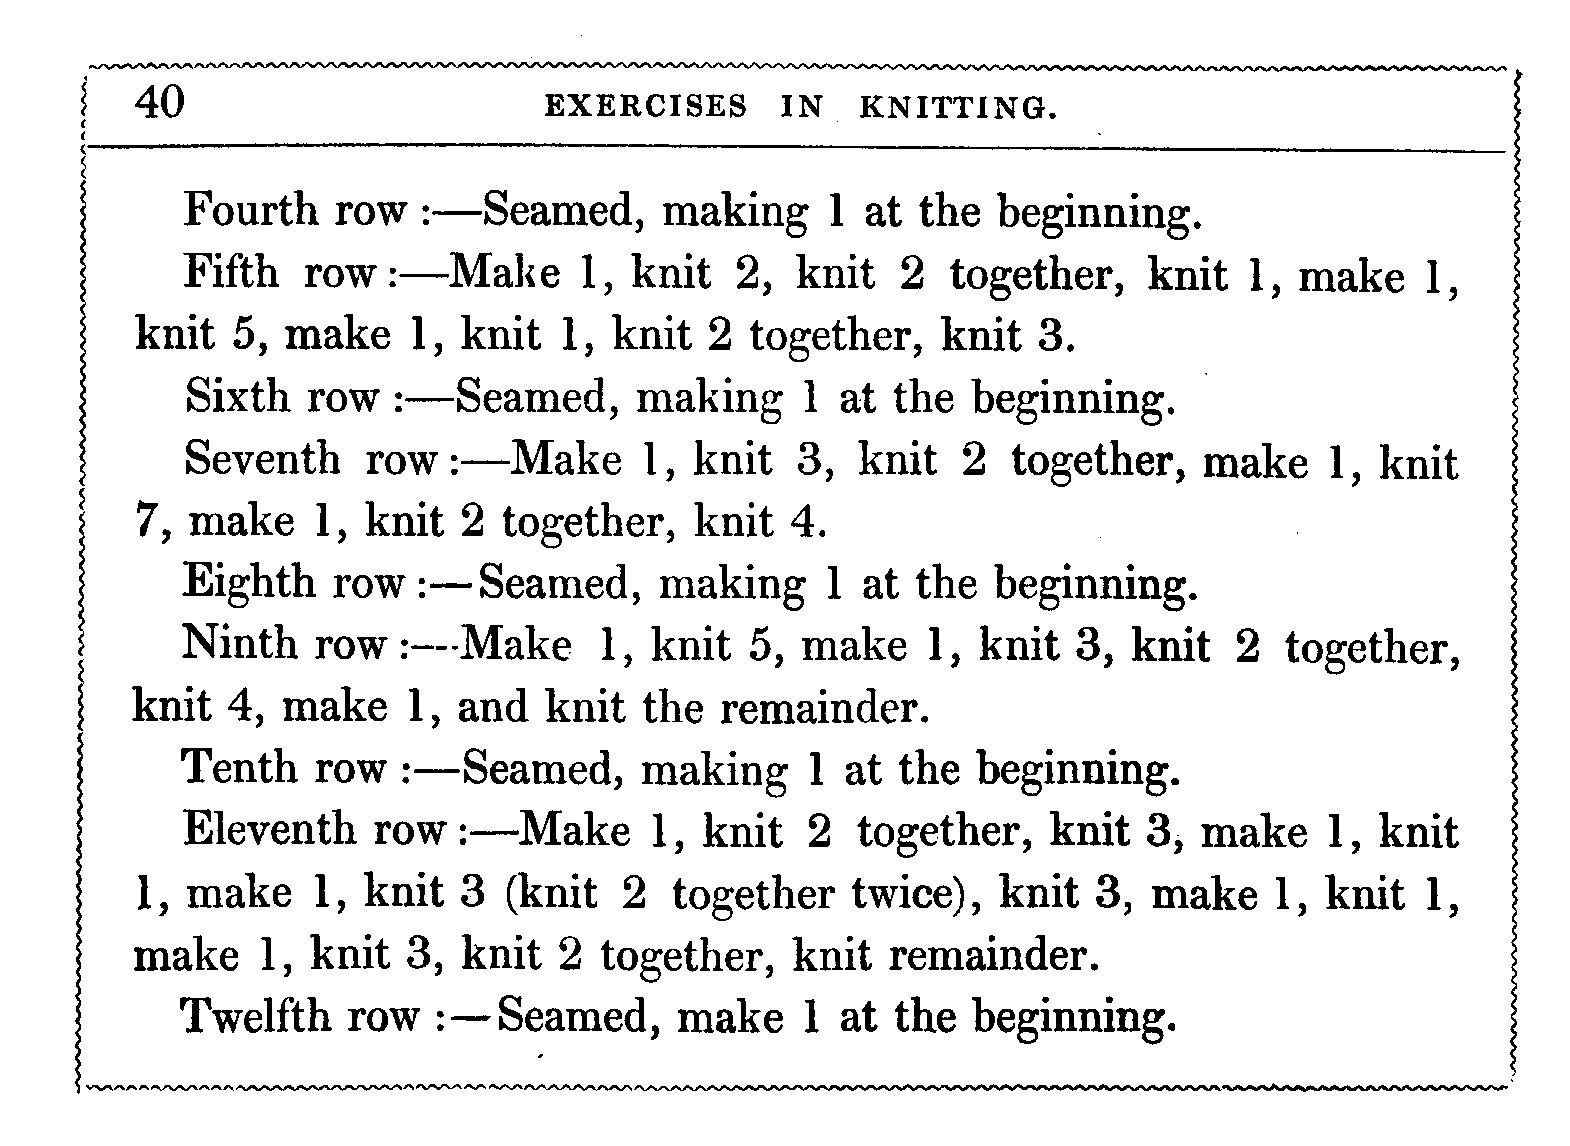 40 EXERCISES IN KNITTING.
Fourth row :—Seamed, making 1 at the beginning.
Fifth row :—Make 1, knit 2, knit 2 together, knit 1, make 1,
knit 5, make 1, knit 1, knit 2 together, knit 3.
Sixth row :—Seamed, making 1 at the beginning.
Seventh row :—Make 1, knit 3, knit 2 together, make 1, knit
7, make 1, knit 2 together, knit 4.
Eighth row :—Seamed, making 1 at the beginning.
Ninth row :—Make 1, knit 5, make 1, knit 3, knit 2 together,
knit 4, make 1, and knit the remainder.
Tenth row :—Seamed, making 1 at the beginning.
Eleventh row :—Make 1, knit 2 together, knit 3, make 1, knit
1, make 1, knit 3 (knit 2 together twice), knit 3, make 1, knit 1,
make 1, knit 3, knit 2 together, knit remainder.
Twelfth row :—Seamed, make 1 at the beginning.